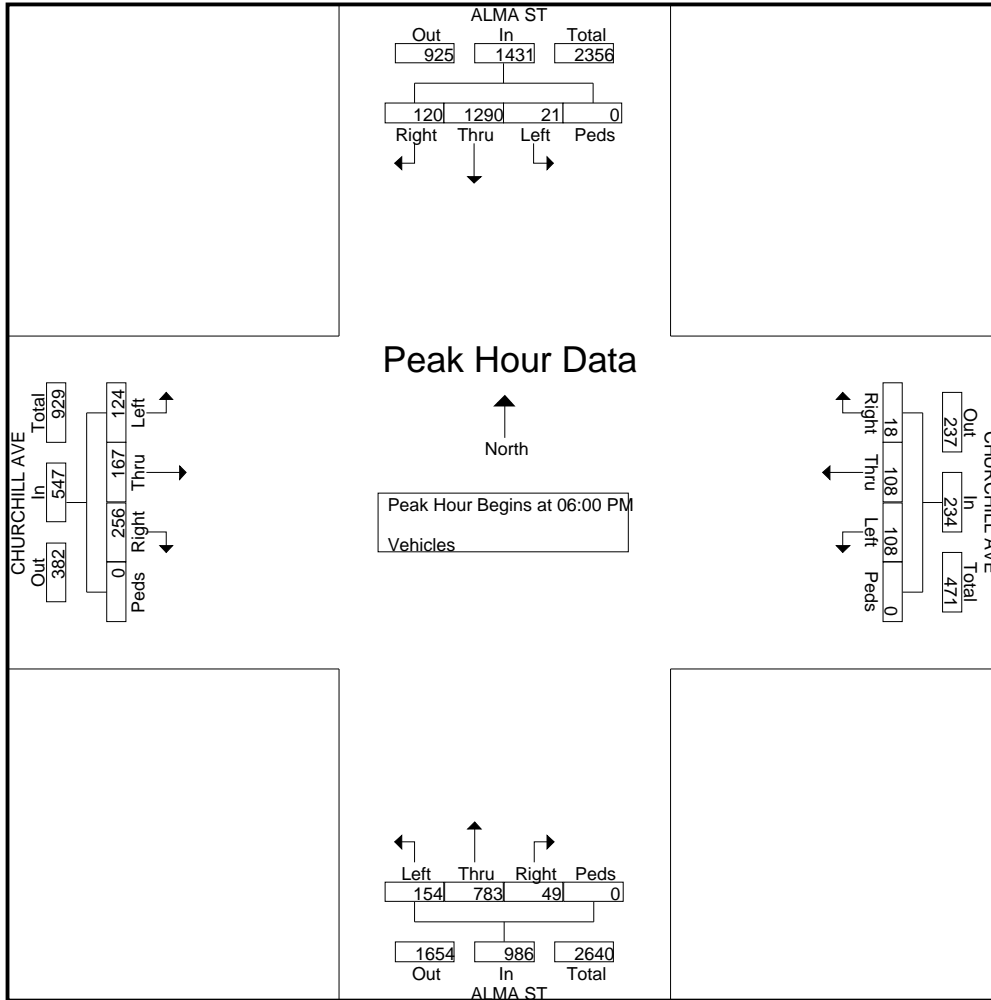 ALMA ST
Out In Total
925 1431 2356
120 1290 21 0
Right Thru Left Peds
Peak Hour Data
North
Peak Hour Begins at 06:00 PM
Vehicles
CHURCHILL AVE
Total In Out
929 547 382
124 167 256 0
Left Thru Right Peds
CHURCHILL AVE
Out In Total
237 234 471
18 108 108 0
Right Thru Left Peds
Left Thru Right Peds
154 783 49 0
1654 986 2640
Out In Total
ALMA ST